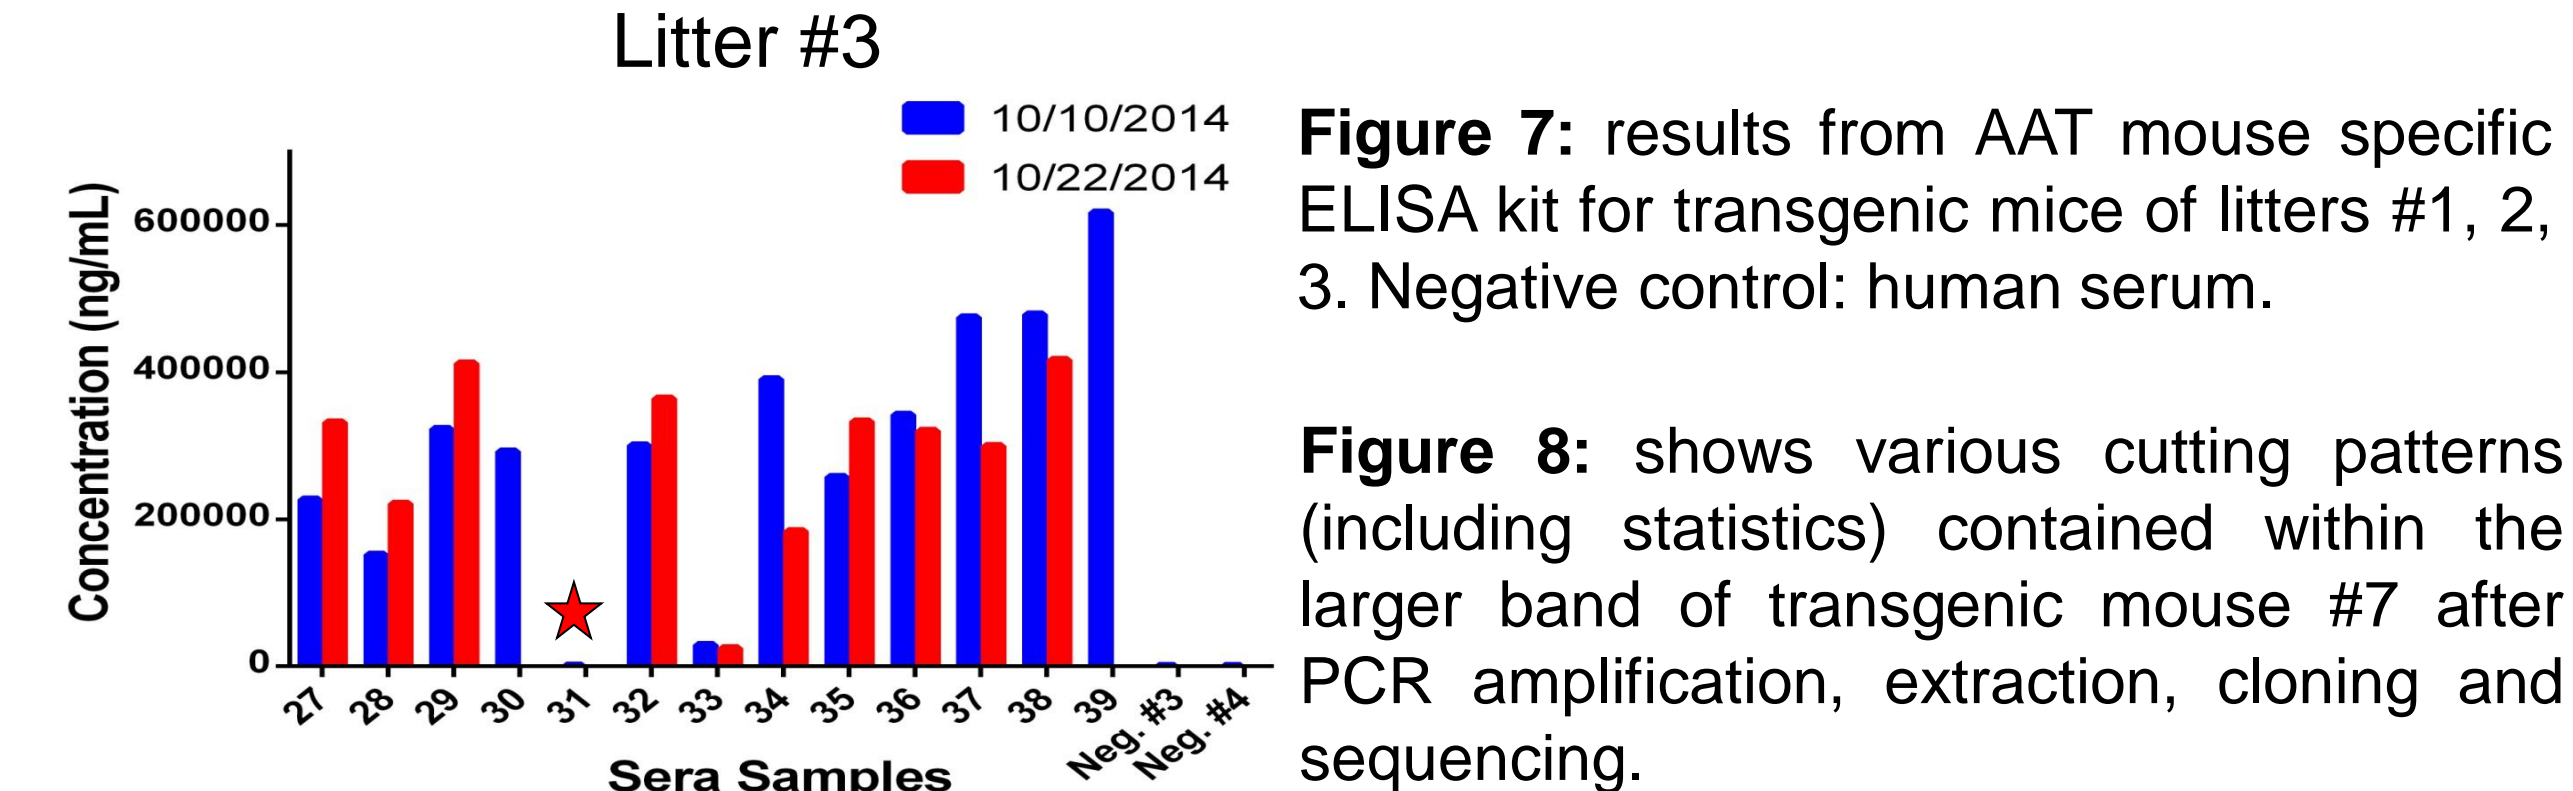 Litter #3
10/10/2014
10/22/2014
Concentration (ng/mL)
600000
400000
200000
0
27
28
29
30
31
32
33
34
35
36
37
38
39
Neg. #3
Neg. #4
Sera Samples
Figure 7: results from AAT mouse specific
ELISA kit for transgenic mice of litters #1, 2,
3. Negative control: human serum.
Figure 8: shows various cutting patterns
(including statistics) contained within the
larger band of transgenic mouse #7 after
PCR amplification, extraction, cloning and
sequencing.